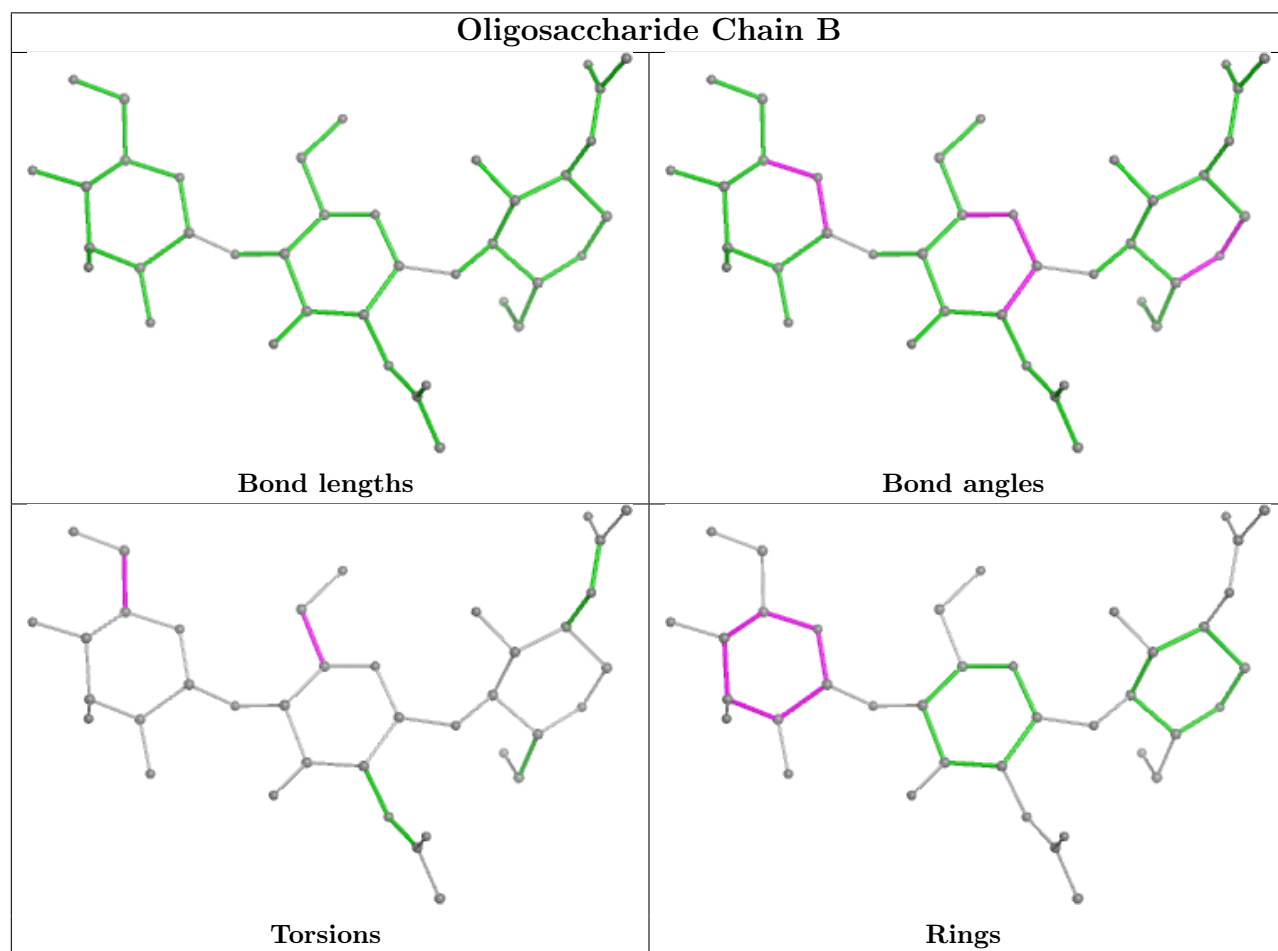 Oligosaccharide Chain B
Bond lengths
Bond angles
Torsions
Rings